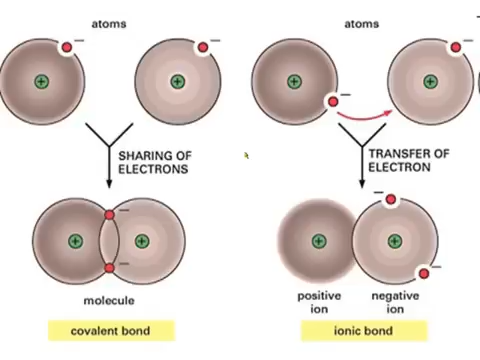 atoms
atoms
SHARING OF
ELECTRONS
TRANSFER OF
ELECTRON
molecule
positive
ion
negative
ion
covalent bond
ionic bond